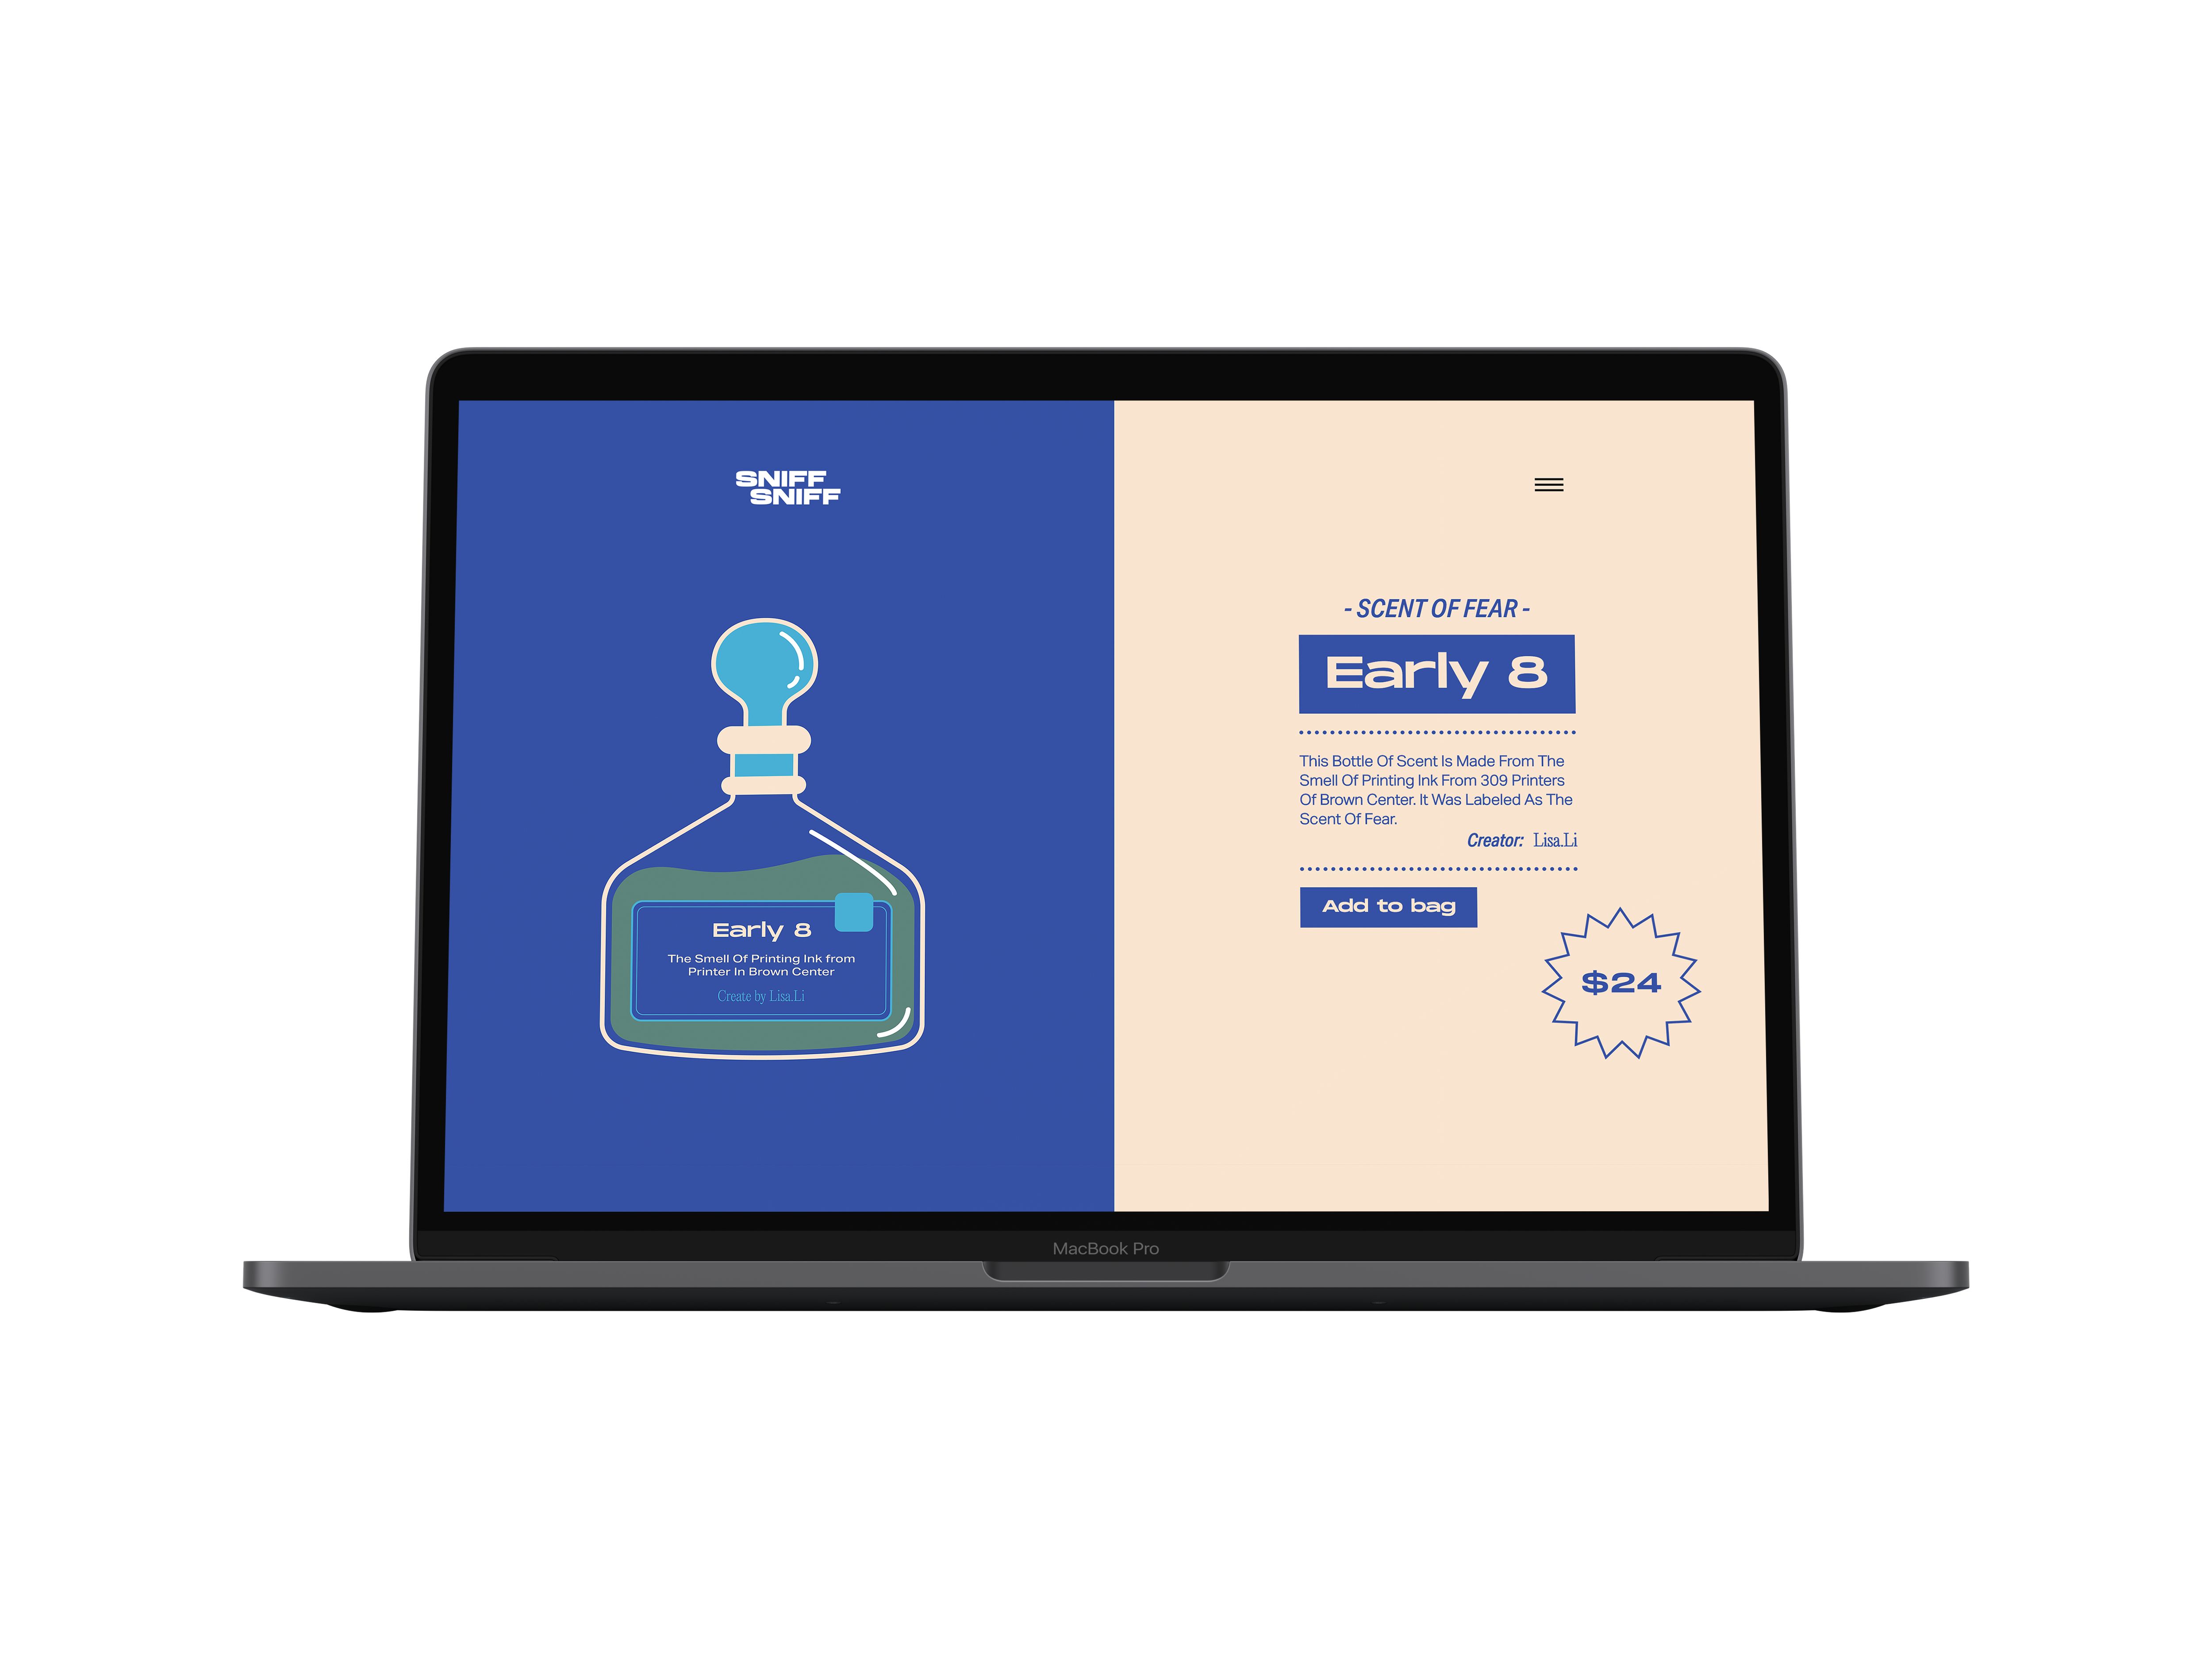 SNIFF
SNIFF
Early 8
The Smell Of Printing Ink from
Printer In Brown Center
Create by Lisa.Li
- SCENT OF FEAR -
Early 8
This Bottle Of Scent Is Made From The
Smell Of Printing Ink From 309 Printers
Of Brown Center. It Was Labeled As The
Scent Of Fear.
Creator: Lisa.Li
Add to bag
$24
MacBook Pro